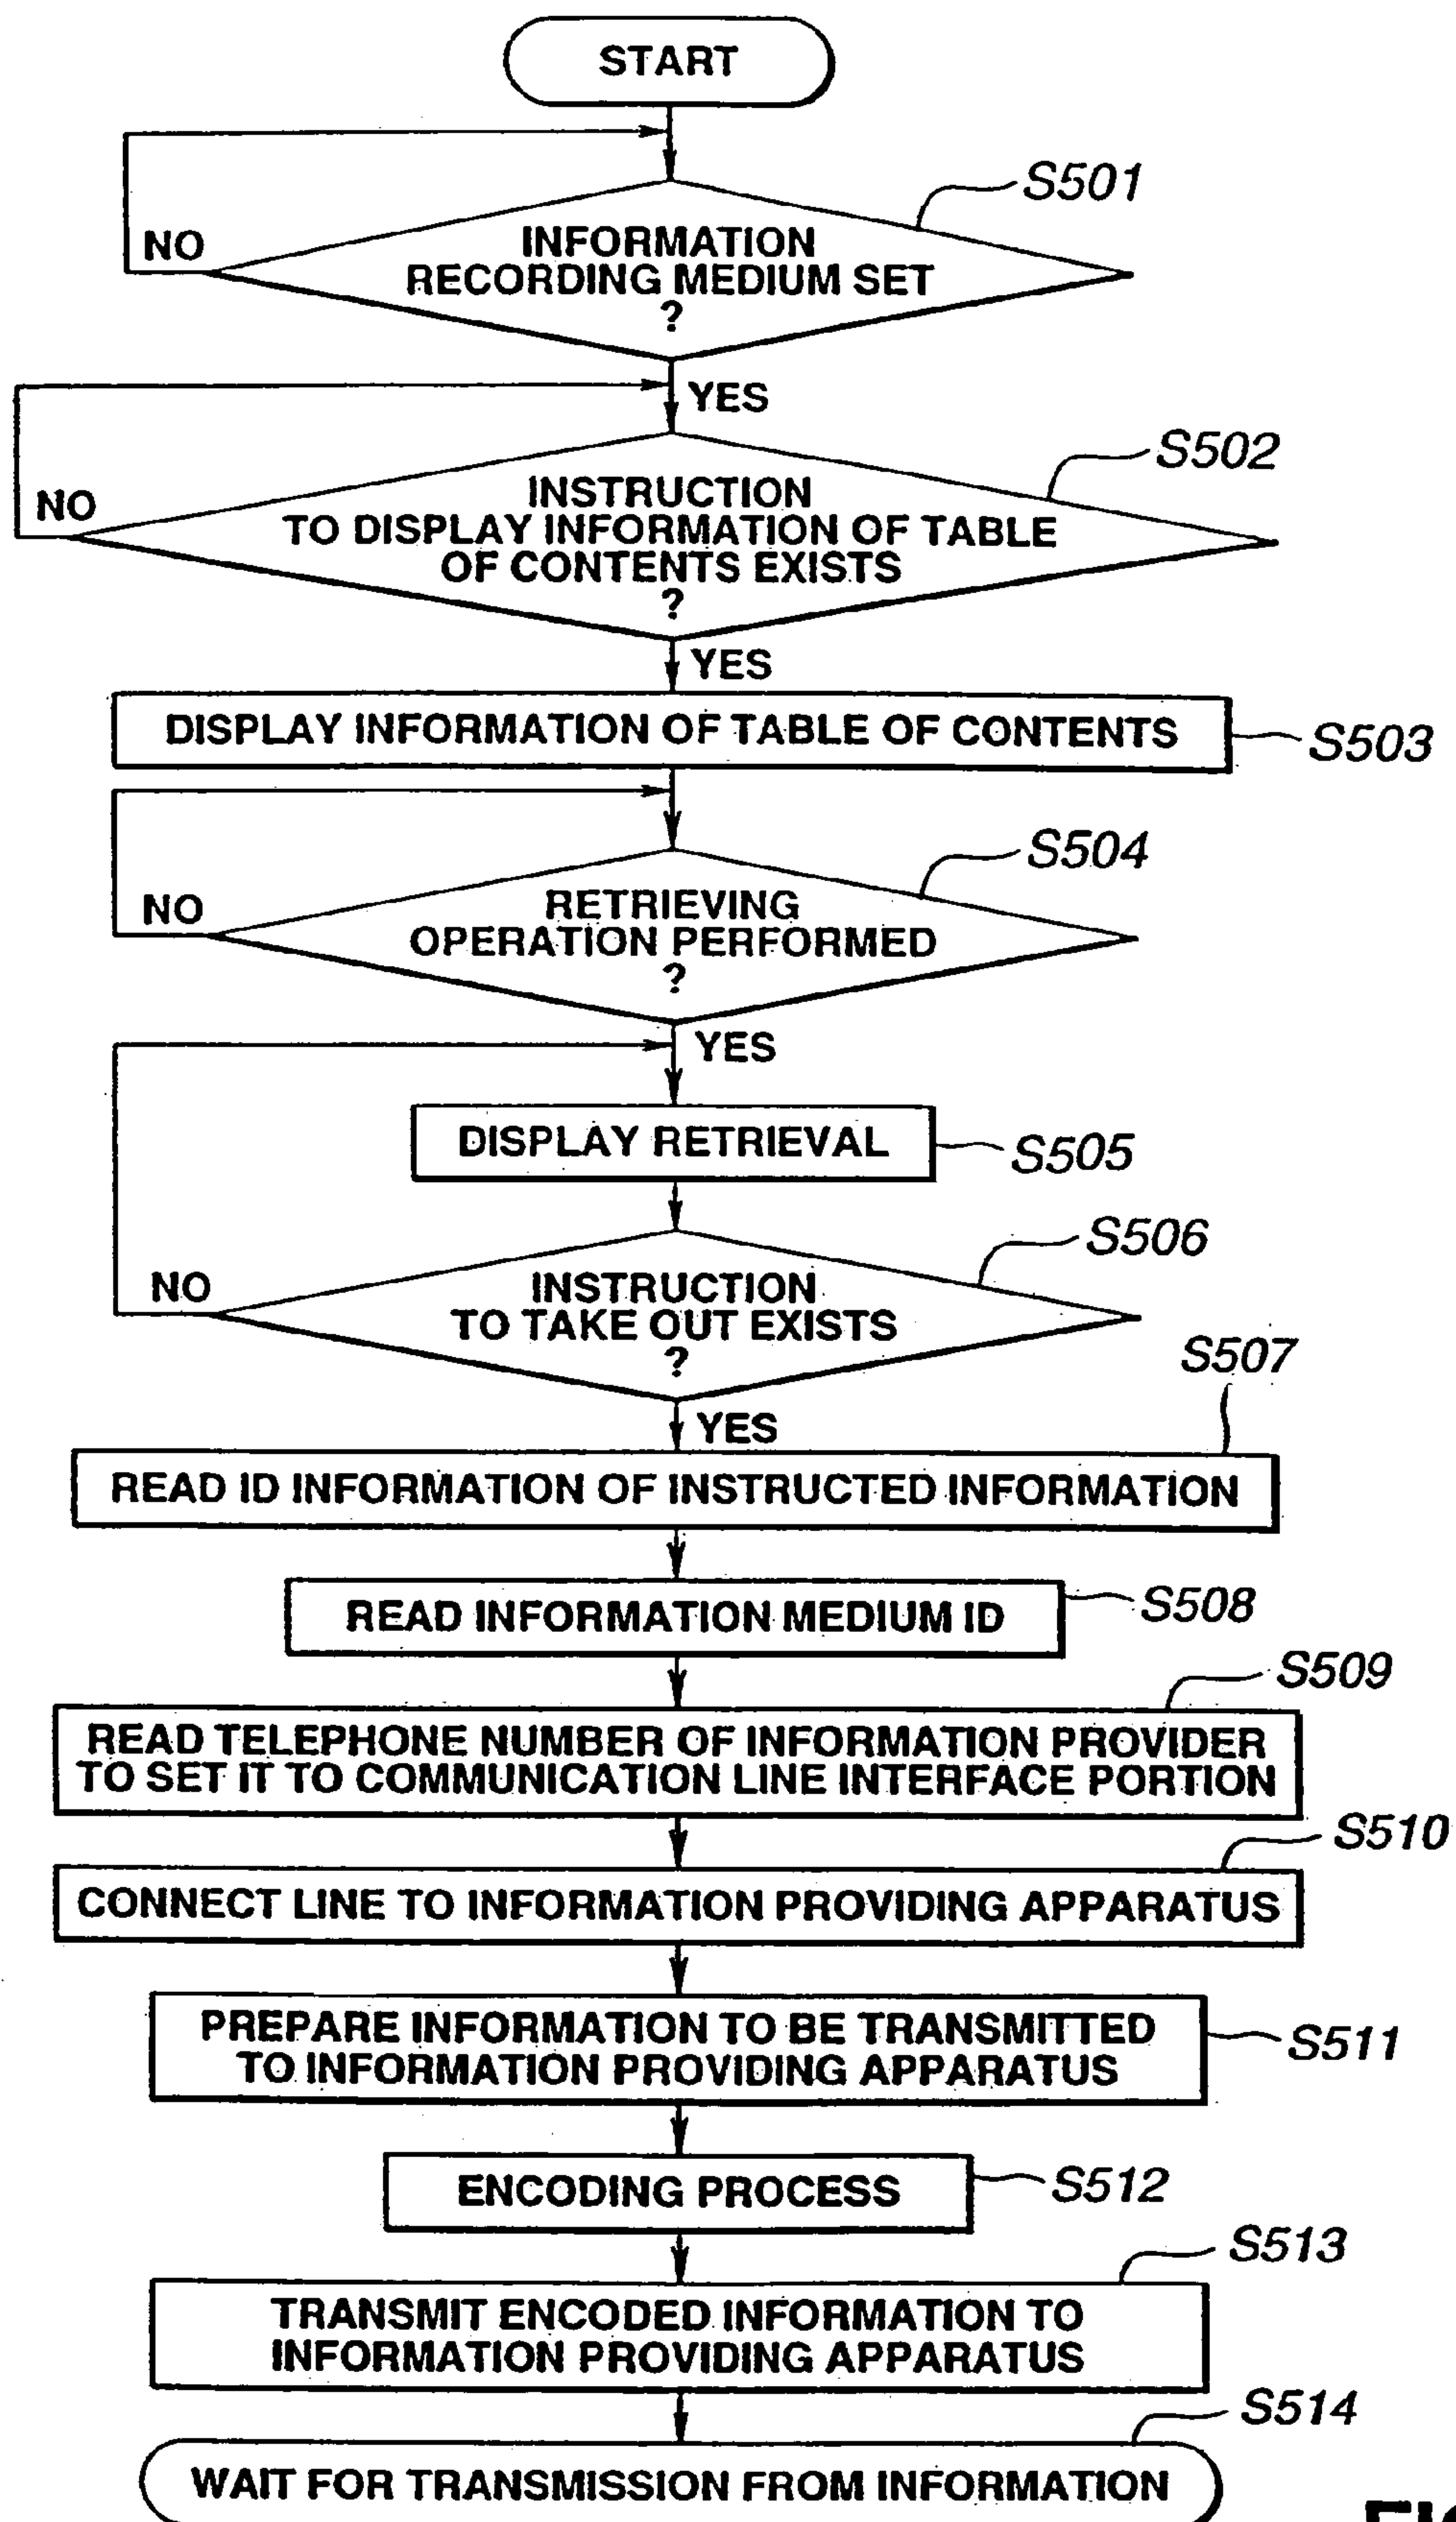 START
S501
NO
INFORMATION
RECORDING MEDIUM SET
?
YES
S502
NO
INSTRUCTION
TO DISPLAY INFORMATION OF TABLE
OF CONTENTS EXISTS
?
YES
DISPLAY INFORMATION OF TABLE OF CONTENTS
S503
S504
NO
RETRIEVING
OPERATION PERFORMED
?
YES
DISPLAY RETRIEVAL
S505
S506
NO
INSTRUCTION
TO TAKE OUT EXISTS
?
S507
YES
READ ID INFORMATION OF INSTRUCTED INFORMATION
READ INFORMATION MEDIUM ID
S508
S509
READ TELEPHONE NUMBER OF INFORMATION PROVIDER
TO SET IT TO COMMUNICATION LINE INTERFACE PORTION
S510
CONNECT LINE TO INFORMATION PROVIDING APPARATUS
PREPARE INFORMATION TO BE TRANSMITTED
TO INFORMATION PROVIDING APPARATUS
S511
ENCODING PROCESS
S512
S513
TRANSMIT ENCODED INFORMATION TO
INFORMATION PROVIDING APPARATUS
S514
WAIT FOR TRANSMISSION FROM INFORMATION